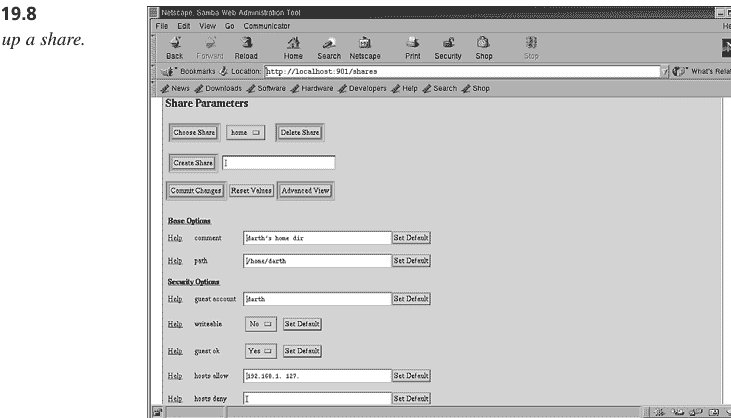 19.8
up a share.
Netscape: Samba Web Administration Tool
File Edit View Go Communicator
Back Forward Reload Home Search Netscape Print Security Shop Stop
Bookmarks Location: http://localhost:901/shares What's Relat
News Downloads Software Hardware Developers Help Search Shop
Share Parameters
Choose Share home Delete Share
Create Share
Commit Changes Reset Values Advanced View
Base Options
Help comment darth's home dir Set Default
Help path /home/darth Set Default
Security Options
Help guest account darth Set Default
Help writeable No Set Default
Help guest ok Yes Set Default
Help hosts allow 192.168.1. 127. Set Default
Help hosts deny Set Default